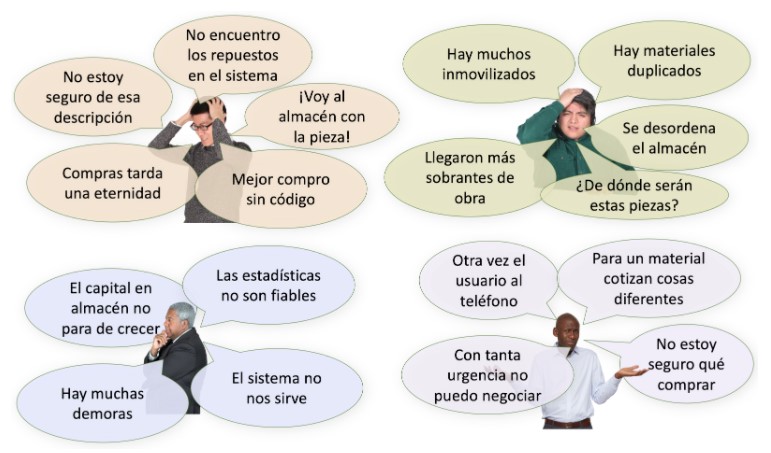 No encuentro
los repuestos
en el sistema
No estoy
seguro de esa
descripción
¡Voy al
almacén con
la pieza!
Compras tarda
una eternidad
Mejor compro
sin código
Hay muchos
inmovilizados
Hay materiales
duplicados
Se desordena
el almacén
Llegaron más
sobrantes de
obra
¿De dónde serán
estas piezas?
El capital en
almacén no
para de crecer
Las estadísticas
no son fiables
Hay muchas
demoras
El sistema no
nos sirve
Otra vez el
usuario al
teléfono
Para un material
cotizan cosas
diferentes
Con tanta
urgencia no
puedo negociar
No estoy
seguro qué
comprar